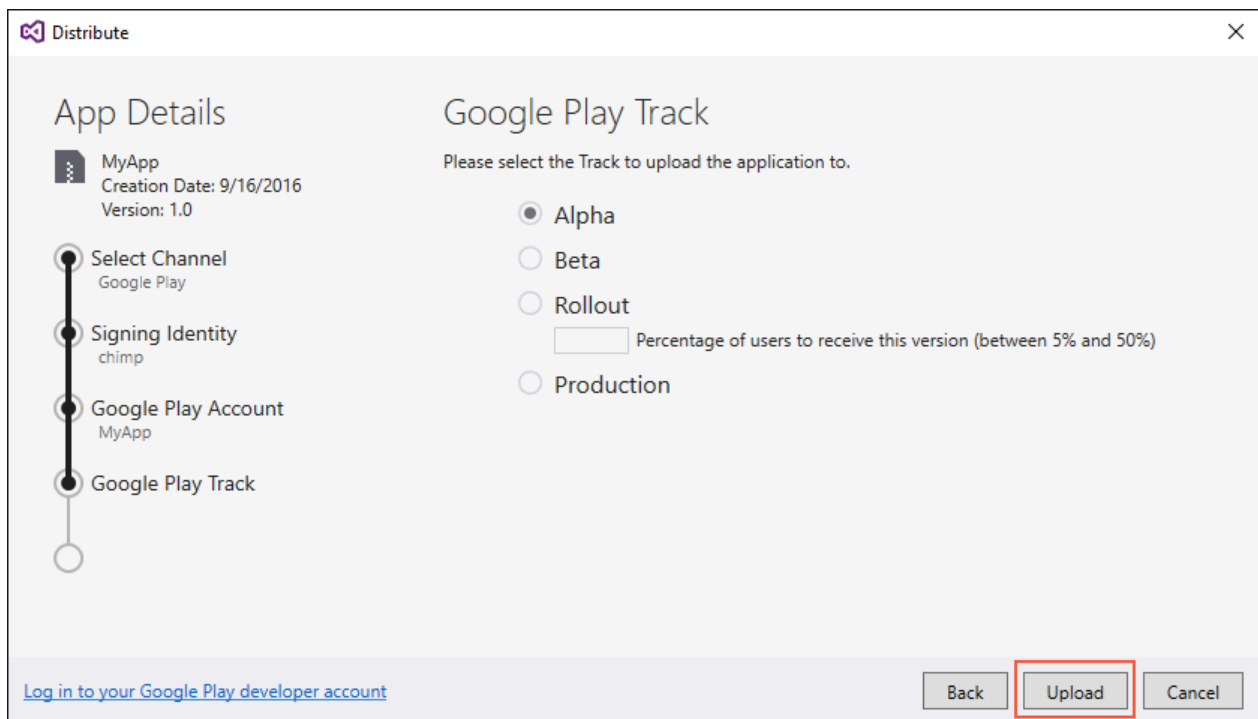 Distribute
App Details
MyApp
Creation Date: 9/16/2016
Version: 1.0
Select Channel
Google Play
Signing Identity
chimp
Google Play Account
MyApp
Google Play Track
Google Play Track
Please select the Track to upload the application to.
Alpha
Beta
Rollout
Percentage of users to receive this version (between 5% and 50%)
Production
Log in to your Google Play developer account
Back
Upload
Cancel